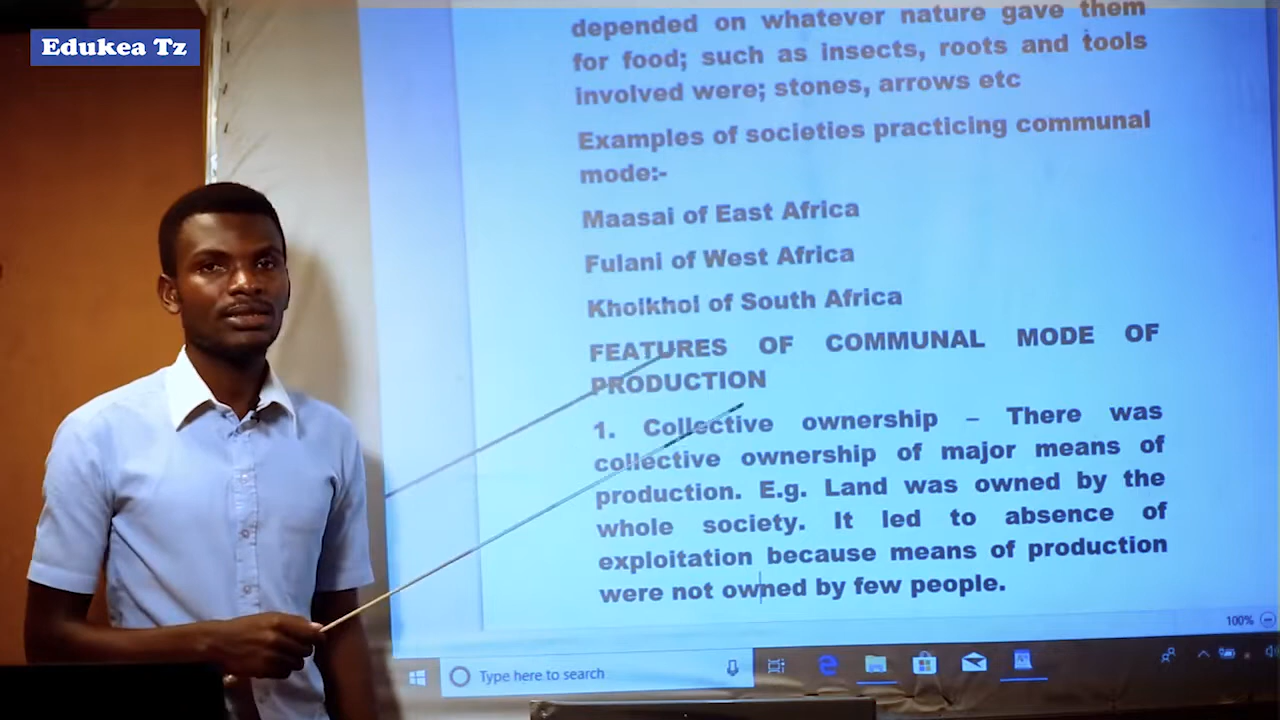 Edukea Tz
depended on whatever nature gave them
for food; such as insects, roots and tools
involved were; stones, arrows etc
Examples of societies practicing communal
mode:-
Maasai of East Africa
Fulani of West Africa
Khoikhoi of South Africa
FEATURES OF COMMUNAL MODE OF
PRODUCTION
1. Collective ownership – There was
collective ownership of major means of
production. E.g. Land was owned by the
whole society. It led to absence of
exploitation because means of production
were not owned by few people.
100%
Type here to search